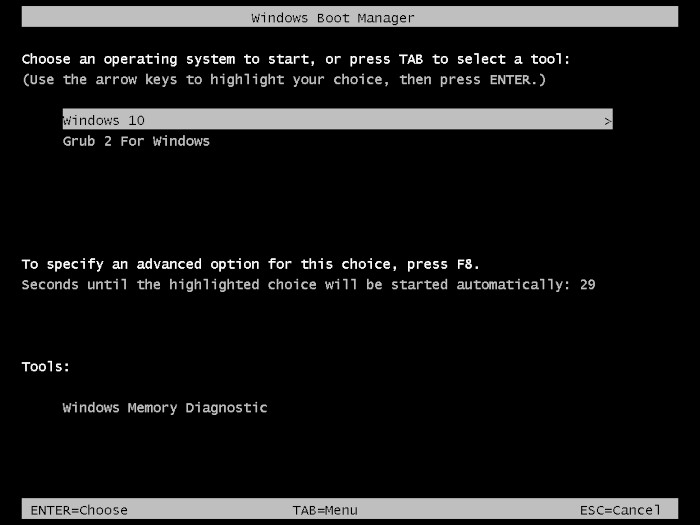 Windows Boot Manager
Choose an operating system to start, or press TAB to select a tool:
(Use the arrow keys to highlight your choice, then press ENTER.)
Windows 10 >
Grub 2 For Windows
To specify an advanced option for this choice, press F8.
Seconds until the highlighted choice will be started automatically: 29
Tools:
Windows Memory Diagnostic
ENTER=Choose TAB=Menu ESC=Cancel